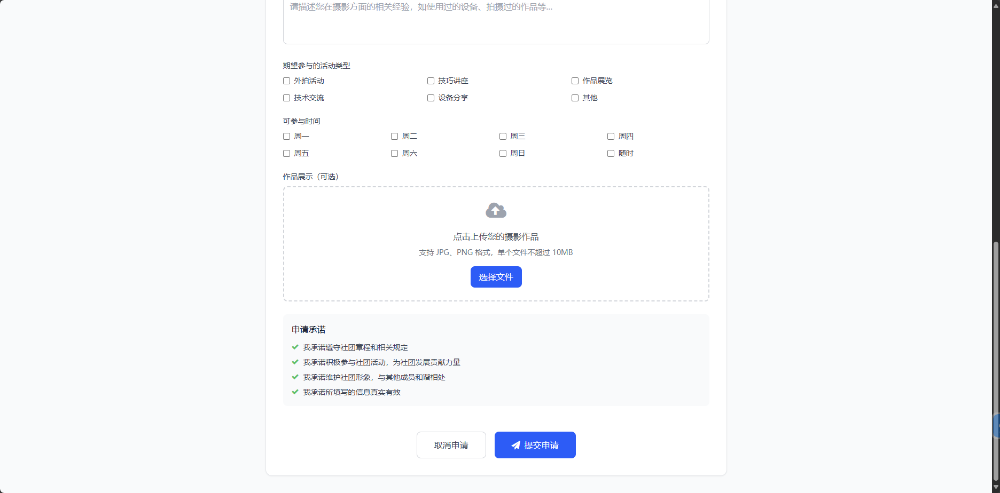 请描述您在摄影方面的相关经验，如使用过的设备、拍摄过的作品等...
期望参与的活动类型
外拍活动 技巧讲座 作品展览
技术交流 设备分享 其他
可参与时间
周一 周二 周三 周四
周五 周六 周日 随时
作品展示（可选）
点击上传您的摄影作品
支持 JPG、PNG 格式，单个文件不超过 10MB
选择文件
申请承诺
我承诺遵守社团章程和相关规定
我承诺积极参与社团活动，为社团发展贡献力量
我承诺维护社团形象，与其他成员和谐相处
我承诺所填写的信息真实有效
取消申请 提交申请